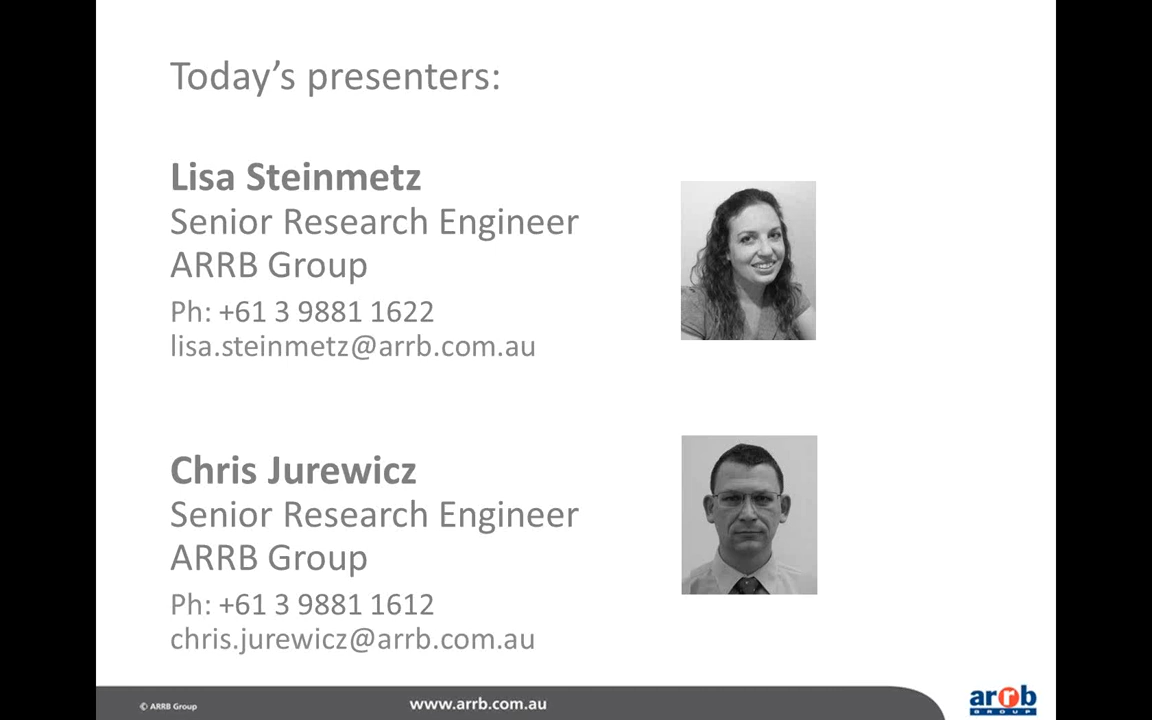 Today’s presenters:
Lisa Steinmetz
Senior Research Engineer
ARRB Group
Ph: +61 3 9881 1622
lisa.steinmetz@arrb.com.au
Chris Jurewicz
Senior Research Engineer
ARRB Group
Ph: +61 3 9881 1612
chris.jurewicz@arrb.com.au
© ARRB Group
www.arrb.com.au
arrb
GROUP